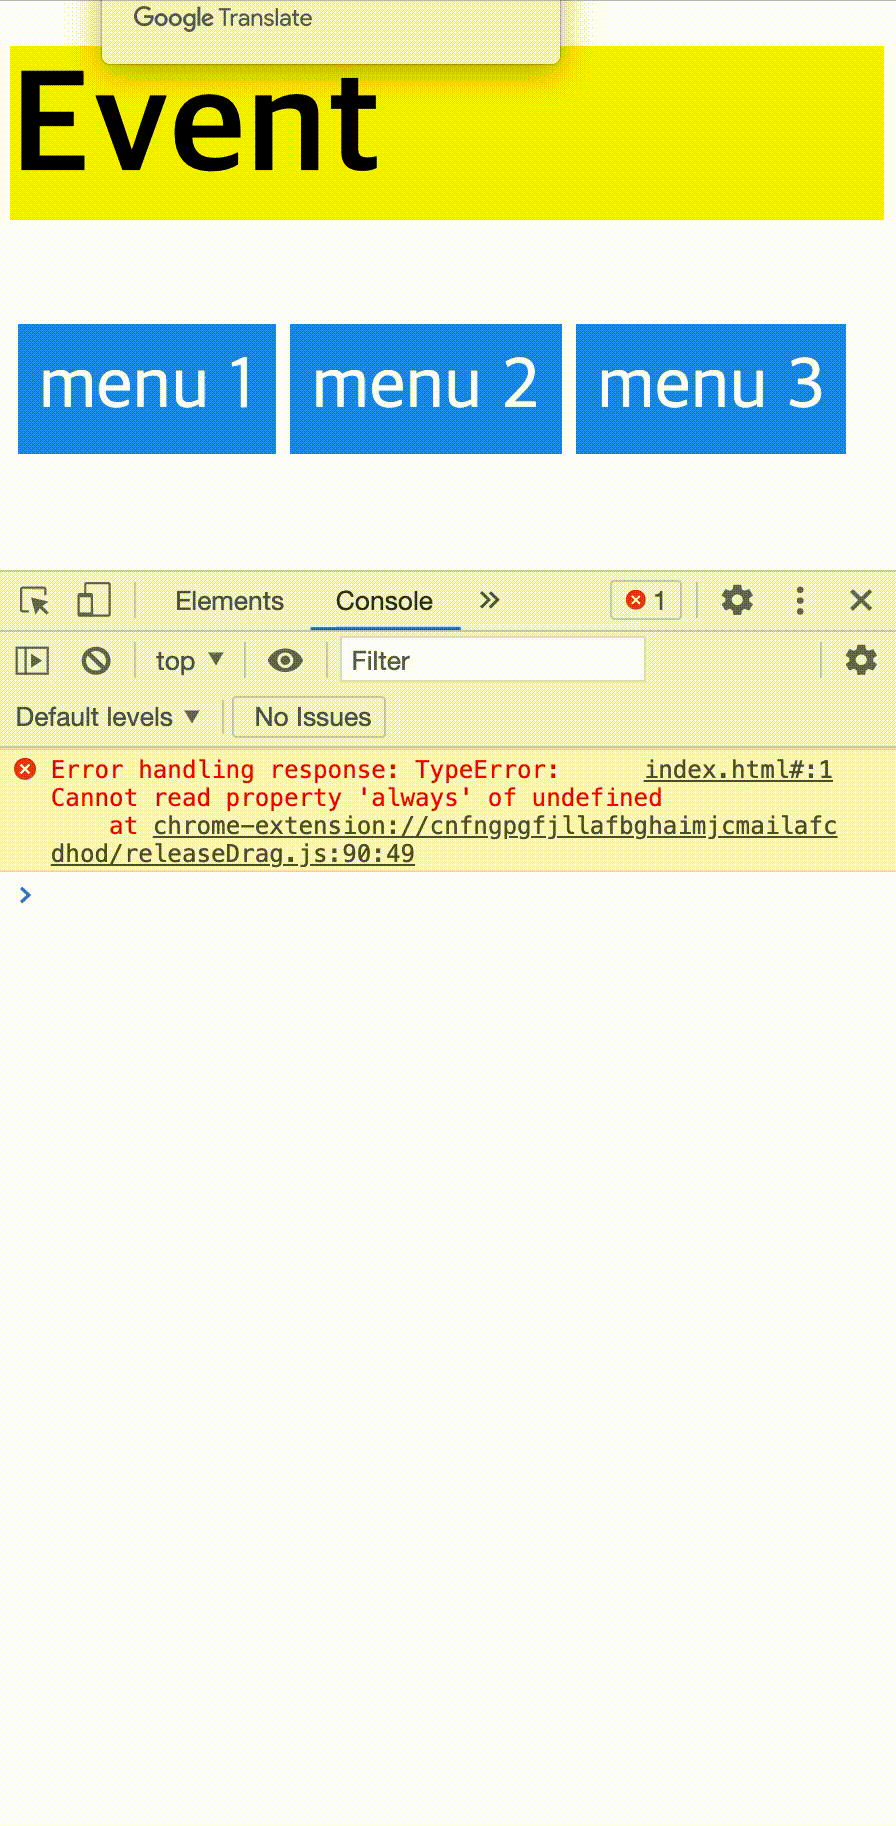 Google Translate
Event
menu 1 menu 2 menu 3
Elements Console 1
top Filter
Default levels No Issues
Error handling response: TypeError: index.html#:1
Cannot read property 'always' of undefined
at chrome-extension://cnfngpgfjllafbghaimjcmailafc
dhod/releaseDrag.js:90:49